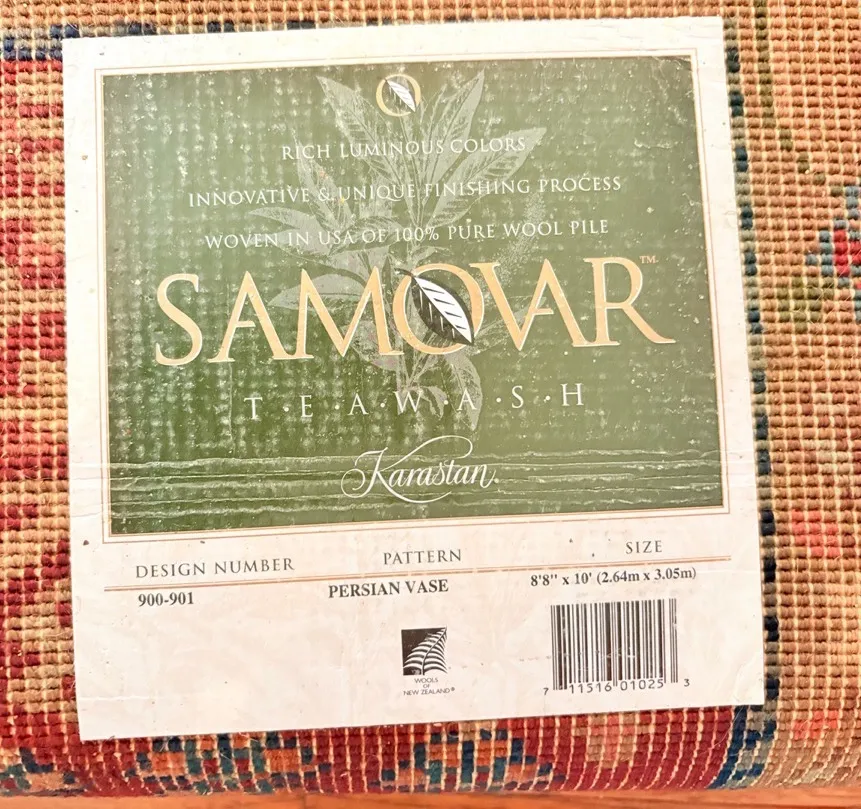 RICH LUMINOUS COLORS
INNOVATIVE & UNIQUE FINISHING PROCESS
WOVEN IN USA OF 100% PURE WOOL PILE
SAMOVAR™
T·E·A·W·A·S·H
Karastan®
DESIGN NUMBER PATTERN SIZE
900-901 PERSIAN VASE 8'8" x 10' (2.64m x 3.05m)
WOOLS
OF
NEW ZEALAND®
7 11516 01025 3